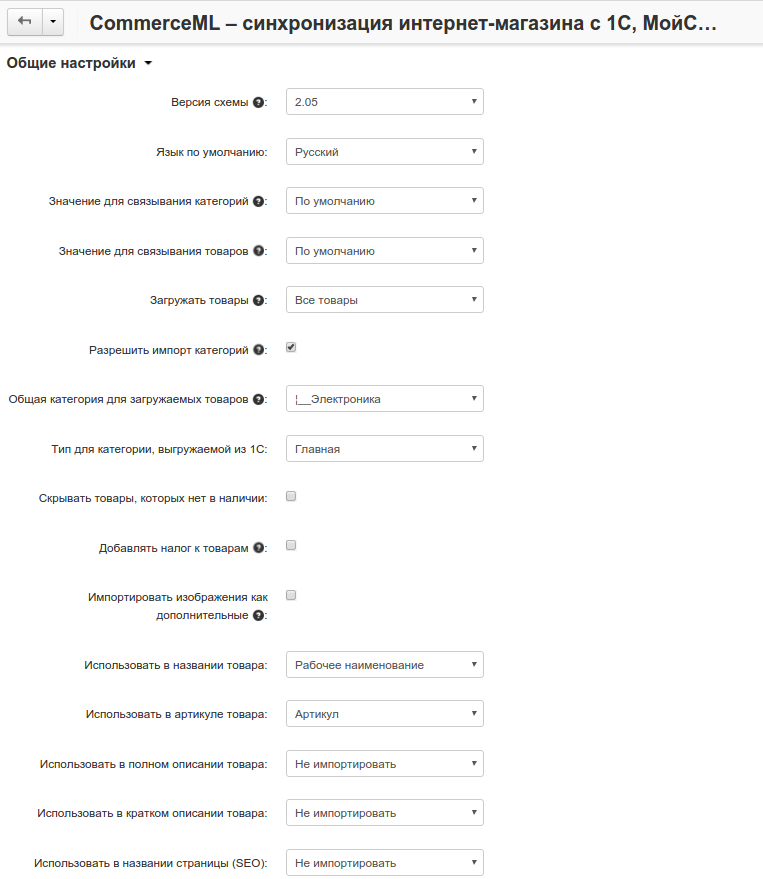 CommerceML – синхронизация интернет-магазина с 1С, МойС…
Общие настройки
Версия схемы ?: 2.05
Язык по умолчанию: Русский
Значение для связывания категорий ?: По умолчанию
Значение для связывания товаров ?: По умолчанию
Загружать товары ?: Все товары
Разрешить импорт категорий ?:
Общая категория для загружаемых товаров ?: ¦__Электроника
Тип для категории, выгружаемой из 1С: Главная
Скрывать товары, которых нет в наличии:
Добавлять налог к товарам ?:
Импортировать изображения как
дополнительные ?:
Использовать в названии товара: Рабочее наименование
Использовать в артикуле товара: Артикул
Использовать в полном описании товара: Не импортировать
Использовать в кратком описании товара: Не импортировать
Использовать в названии страницы (SEO): Не импортировать